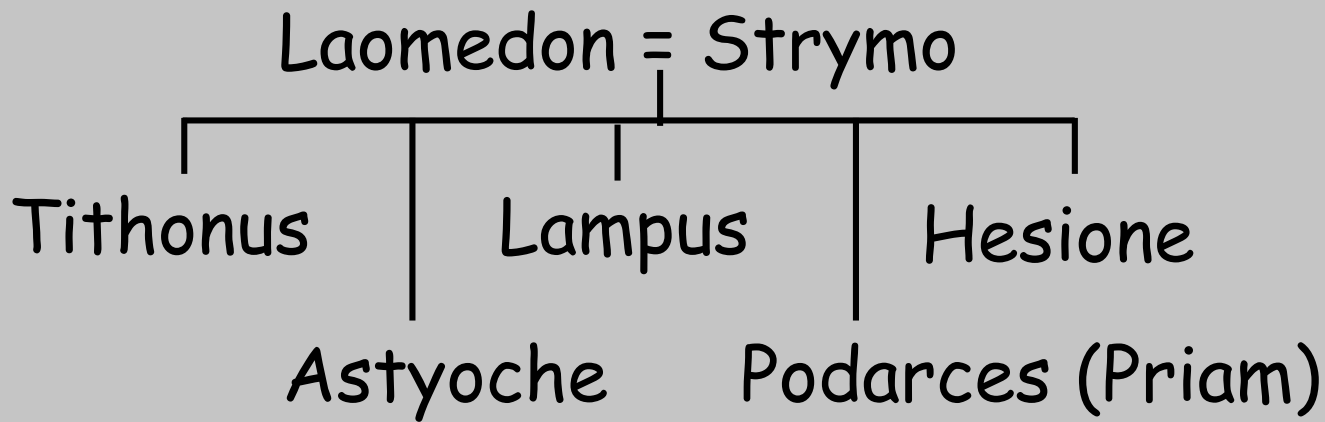 Laomedon = Strymo
Tithonus Lampus Hesione
Astyoche Podarces (Priam)